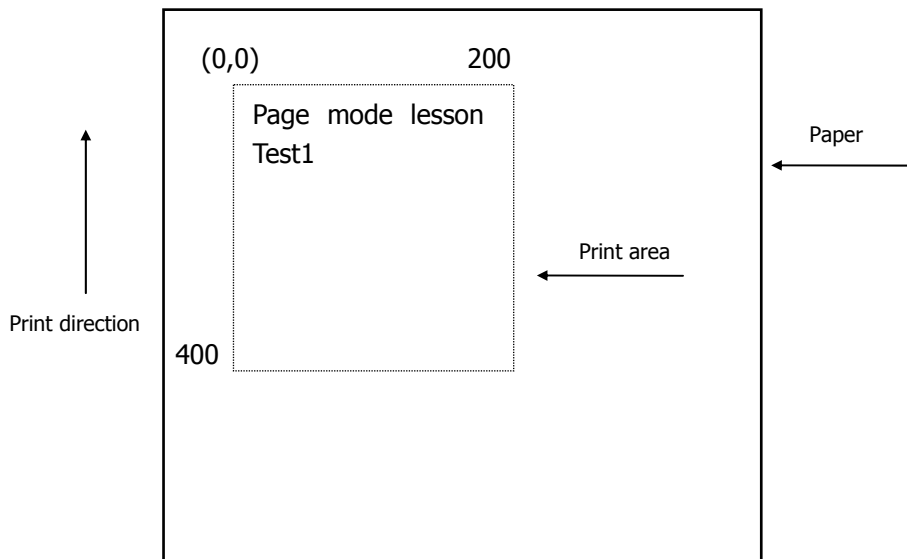 (0,0) 200
Page mode lesson
Test1
Paper
Print area
Print direction
400